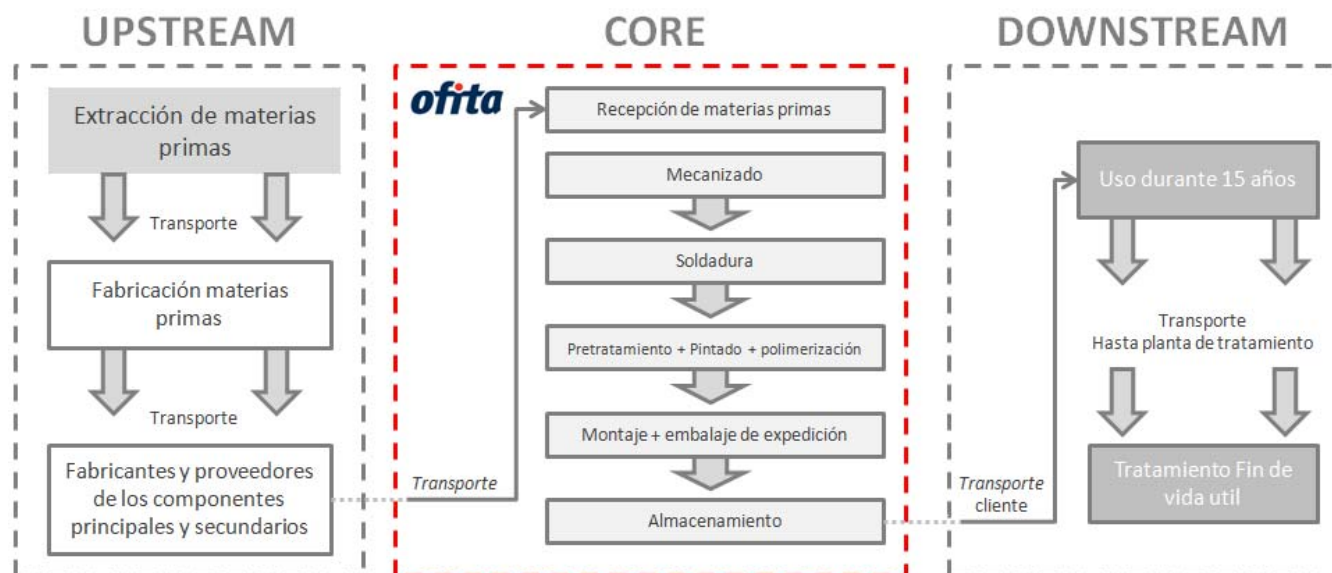 UPSTREAM
Extracción de materias
primas
Transporte
Fabricación materias
primas
Transporte
Fabricantes y proveedores
de los componentes
principales y secundarios
Transporte
CORE
ofita
Recepción de materias primas
Mecanizado
Soldadura
Pretratamiento + Pintado + polimerización
Montaje + embalaje de expedición
Almacenamiento
Transporte
cliente
DOWNSTREAM
Uso durante 15 años
Transporte
Hasta planta de tratamiento
Tratamiento Fin de
vida util